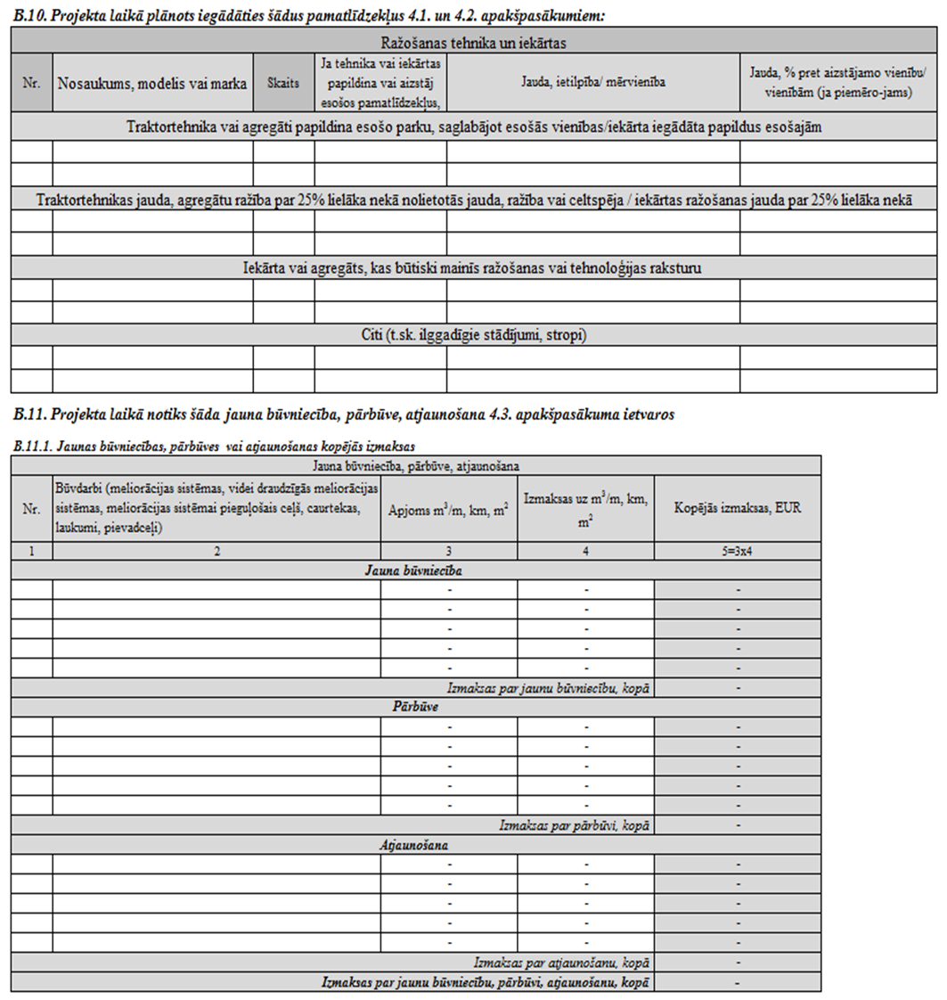 B.10. Projekta laikā plānots iegādāties šādus pamatlīdzekļus 4.1. un 4.2. apakšpasākumiem:
Ražošanas tehnika un iekārtas
Nr.
Nosaukums, modelis vai marka
Skaits
Ja tehnika vai iekārtas
papildina vai aizstāj
esošos pamatlīdzekļus,
Jauda, ietilpība/ mērvienība
Jauda, % pret aizstājamo vienību/
vienībām (ja piemēro-jams)
Traktortehnika vai agregāti papildina esošo parku, saglabājot esošās vienības/iekārta iegādāta papildus esošajām
Traktortehnikas jauda, agregātu ražība par 25% lielāka nekā nolietotās jauda, ražība vai celtspēja / iekārtas ražošanas jauda par 25% lielāka nekā
Iekārta vai agregāts, kas būtiski mainīs ražošanas vai tehnoloģijas raksturu
Citi (t.sk. ilggadīgie stādījumi, stropi)
B.11. Projekta laikā notiks šāda jauna būvniecība, pārbūve, atjaunošana 4.3. apakšpasākuma ietvaros
B.11.1. Jaunas būvniecības, pārbūves vai atjaunošanas kopējās izmaksas
Jauna būvniecība, pārbūve, atjaunošana
Nr.
Būvdarbi (meliorācijas sistēmas, videi draudzīgās meliorācijas
sistēmas, meliorācijas sistēmai pieguļošais ceļš, caurtekas,
laukumi, pievadceļi)
Apjoms m³/m, km, m²
Izmaksas uz m³/m, km,
m²
Kopējās izmaksas, EUR
1 2 3 4 5=3x4
Jauna būvniecība
- - -
- - -
- - -
- - -
- - -
Izmaksas par jaunu būvniecību, kopā -
Pārbūve
- - -
- - -
- - -
- - -
- - -
Izmaksas par pārbūvi, kopā -
Atjaunošana
- - -
- - -
- - -
- - -
- - -
Izmaksas par atjaunošanu, kopā -
Izmaksas par jaunu būvniecību, pārbūvi, atjaunošanu, kopā -